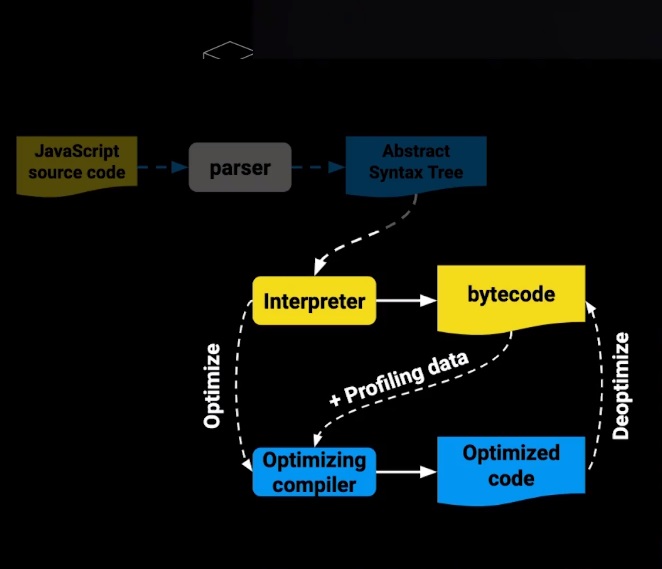 JavaScript
source code
parser
Abstract
Syntax Tree
Interpreter
bytecode
Optimize
+ Profiling data
Deoptimize
Optimizing
compiler
Optimized
code